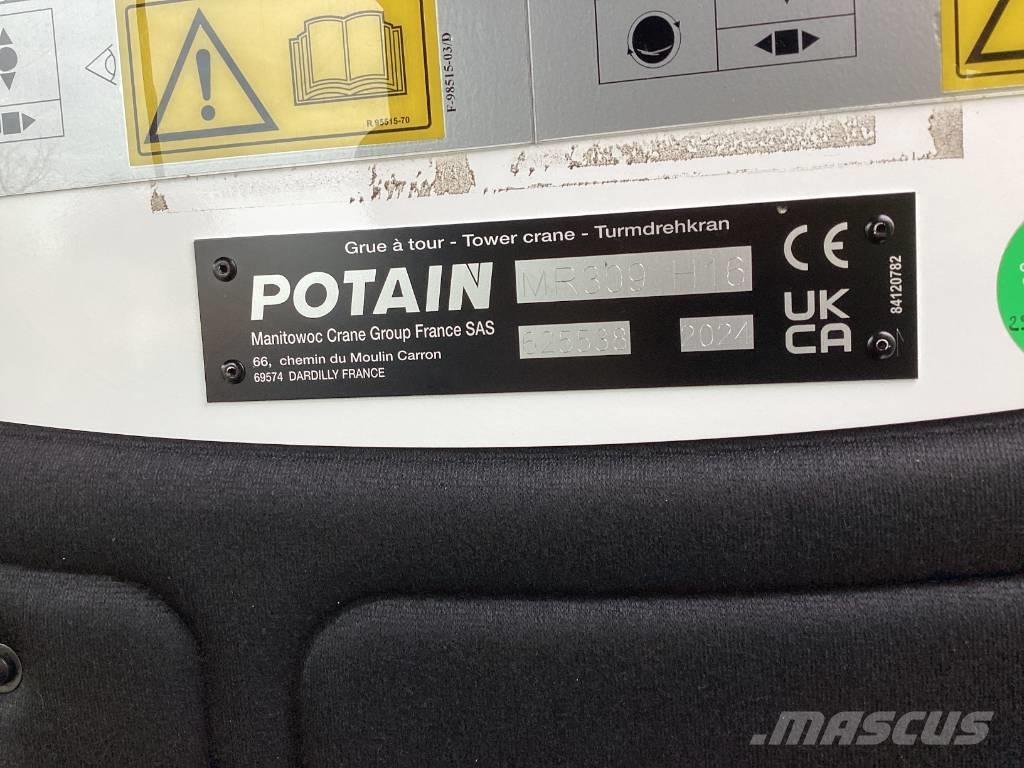 R 95515-70
F-98515-03/D
Grue à tour - Tower crane - Turmdrehkran
POTAIN
MR309 H16
Manitowoc Crane Group France SAS
525538 2024
66, chemin du Moulin Carron
69574 DARDILLY FRANCE
CE
UK
CA
84120782
MASCUS